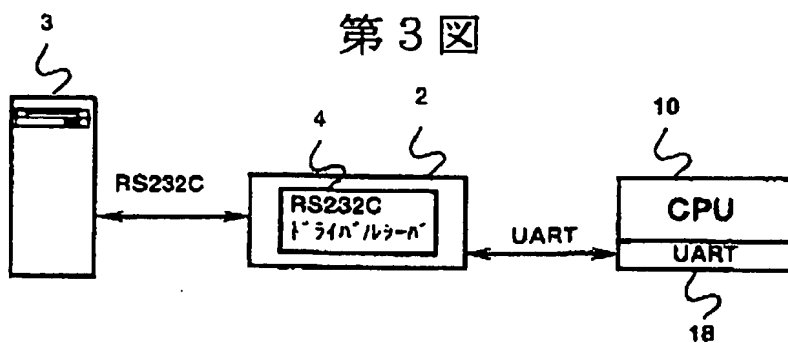 第3図
3
4
2
10
RS232C
RS232C
ﾄﾞﾗｲﾊﾞ/ﾚｼｰﾊﾞ
UART
CPU
UART
18